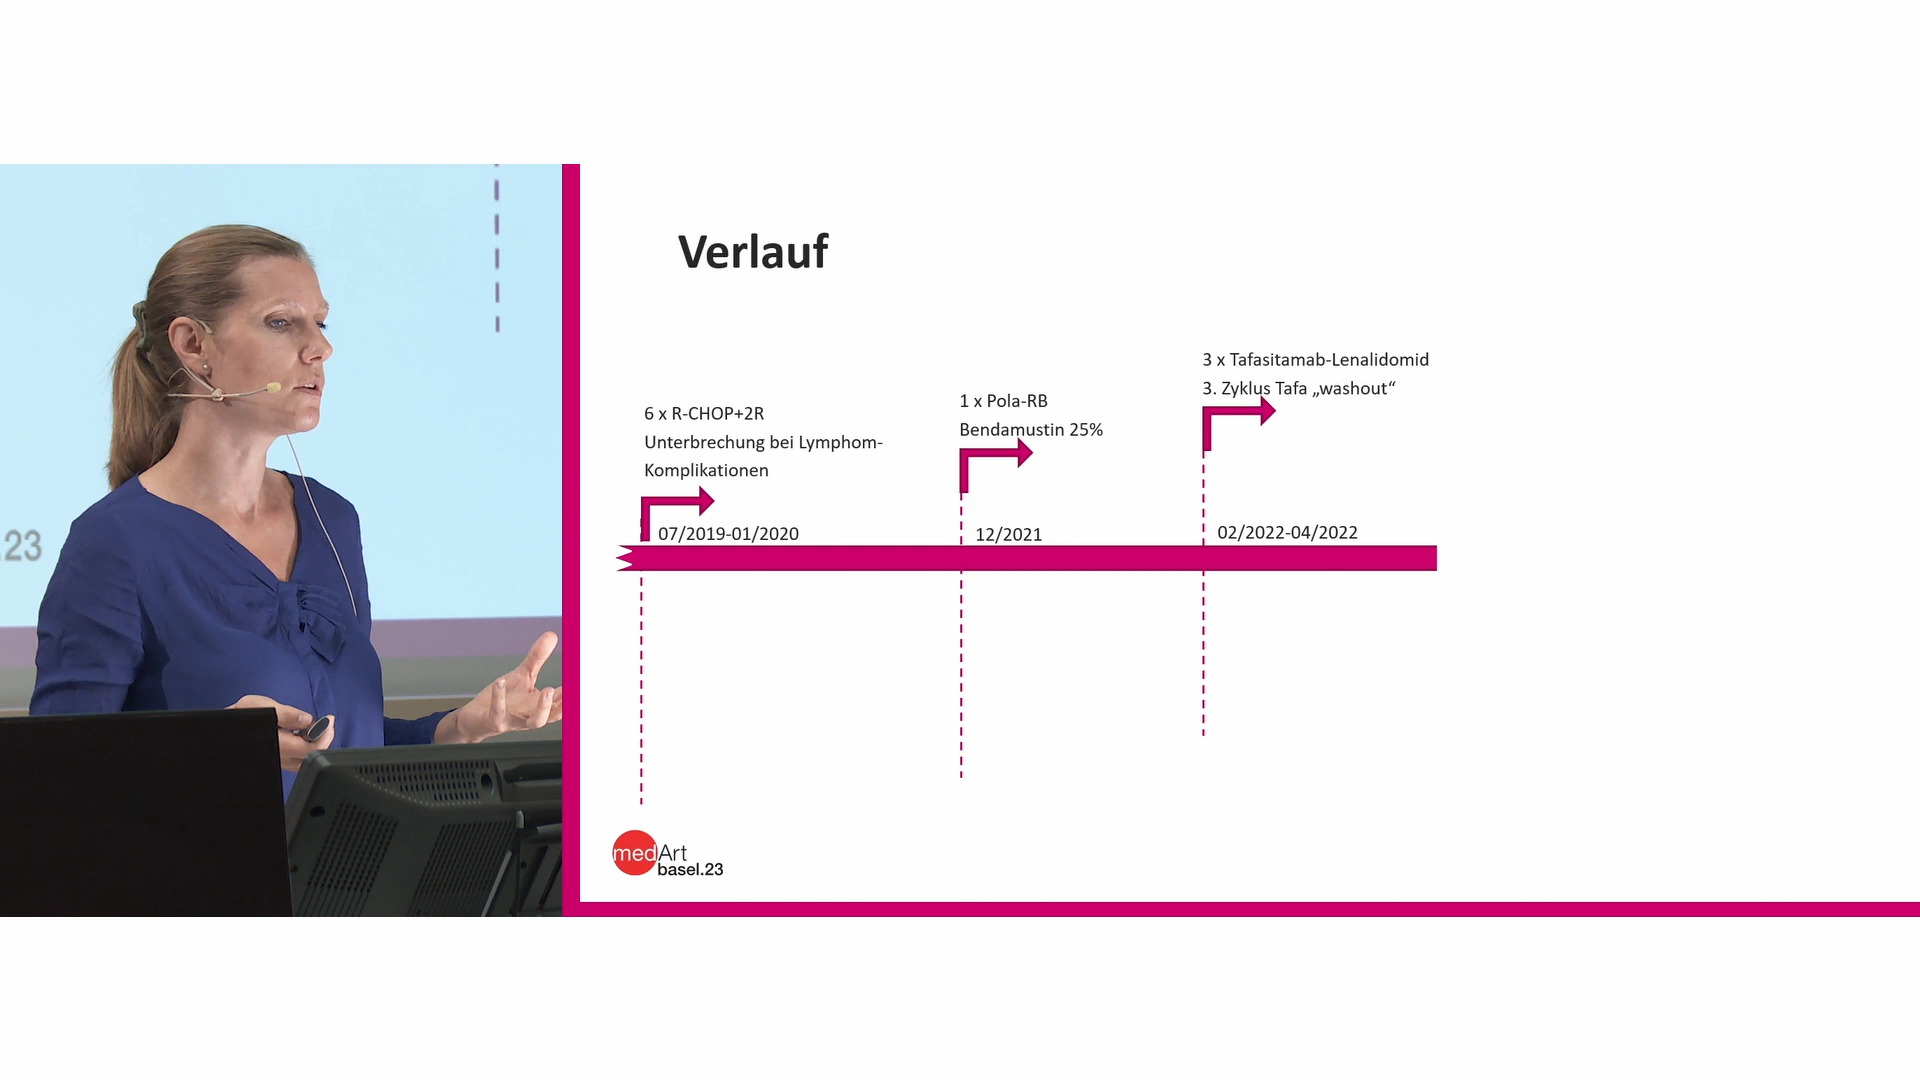 Verlauf
3 x Tafasitamab-Lenalidomid
3. Zyklus Tafa „washout“
1 x Pola-RB
Bendamustin 25%
6 x R-CHOP+2R
Unterbrechung bei Lymphom-
Komplikationen
07/2019-01/2020
12/2021
02/2022-04/2022
.23
medArt
basel.23